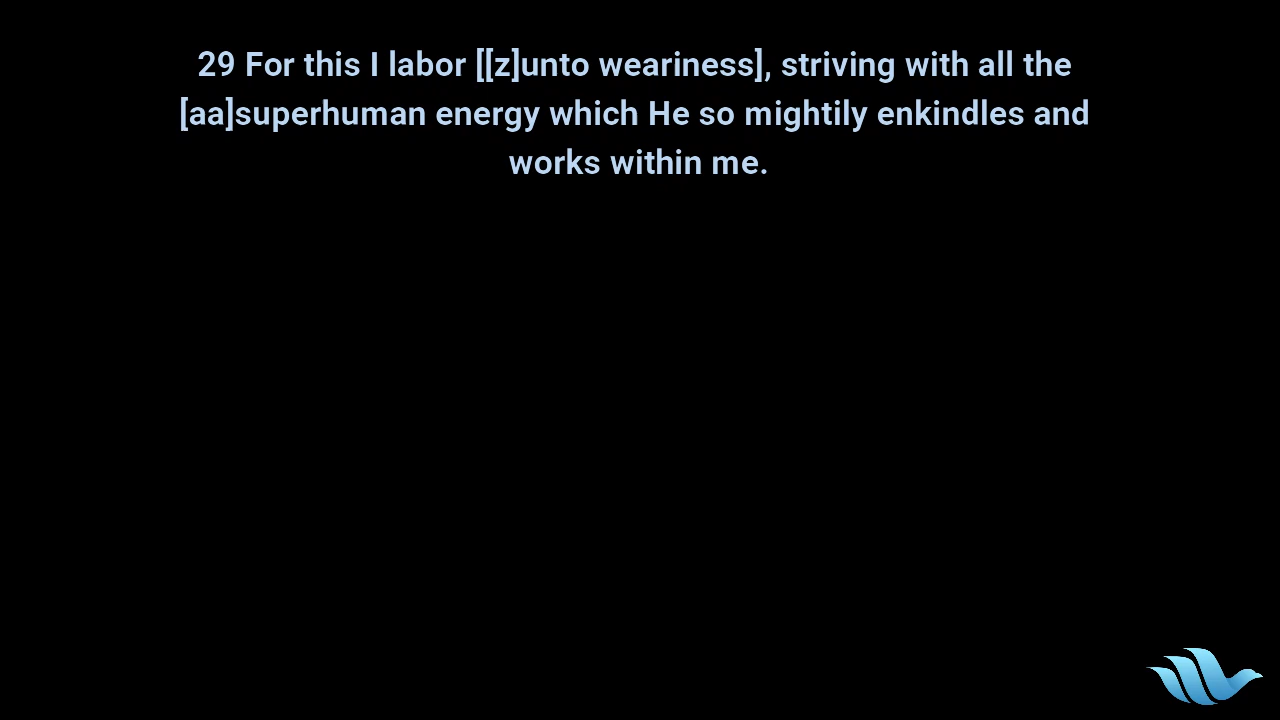 29 For this I labor [[z]unto weariness], striving with all the
[aa]superhuman energy which He so mightily enkindles and
works within me.